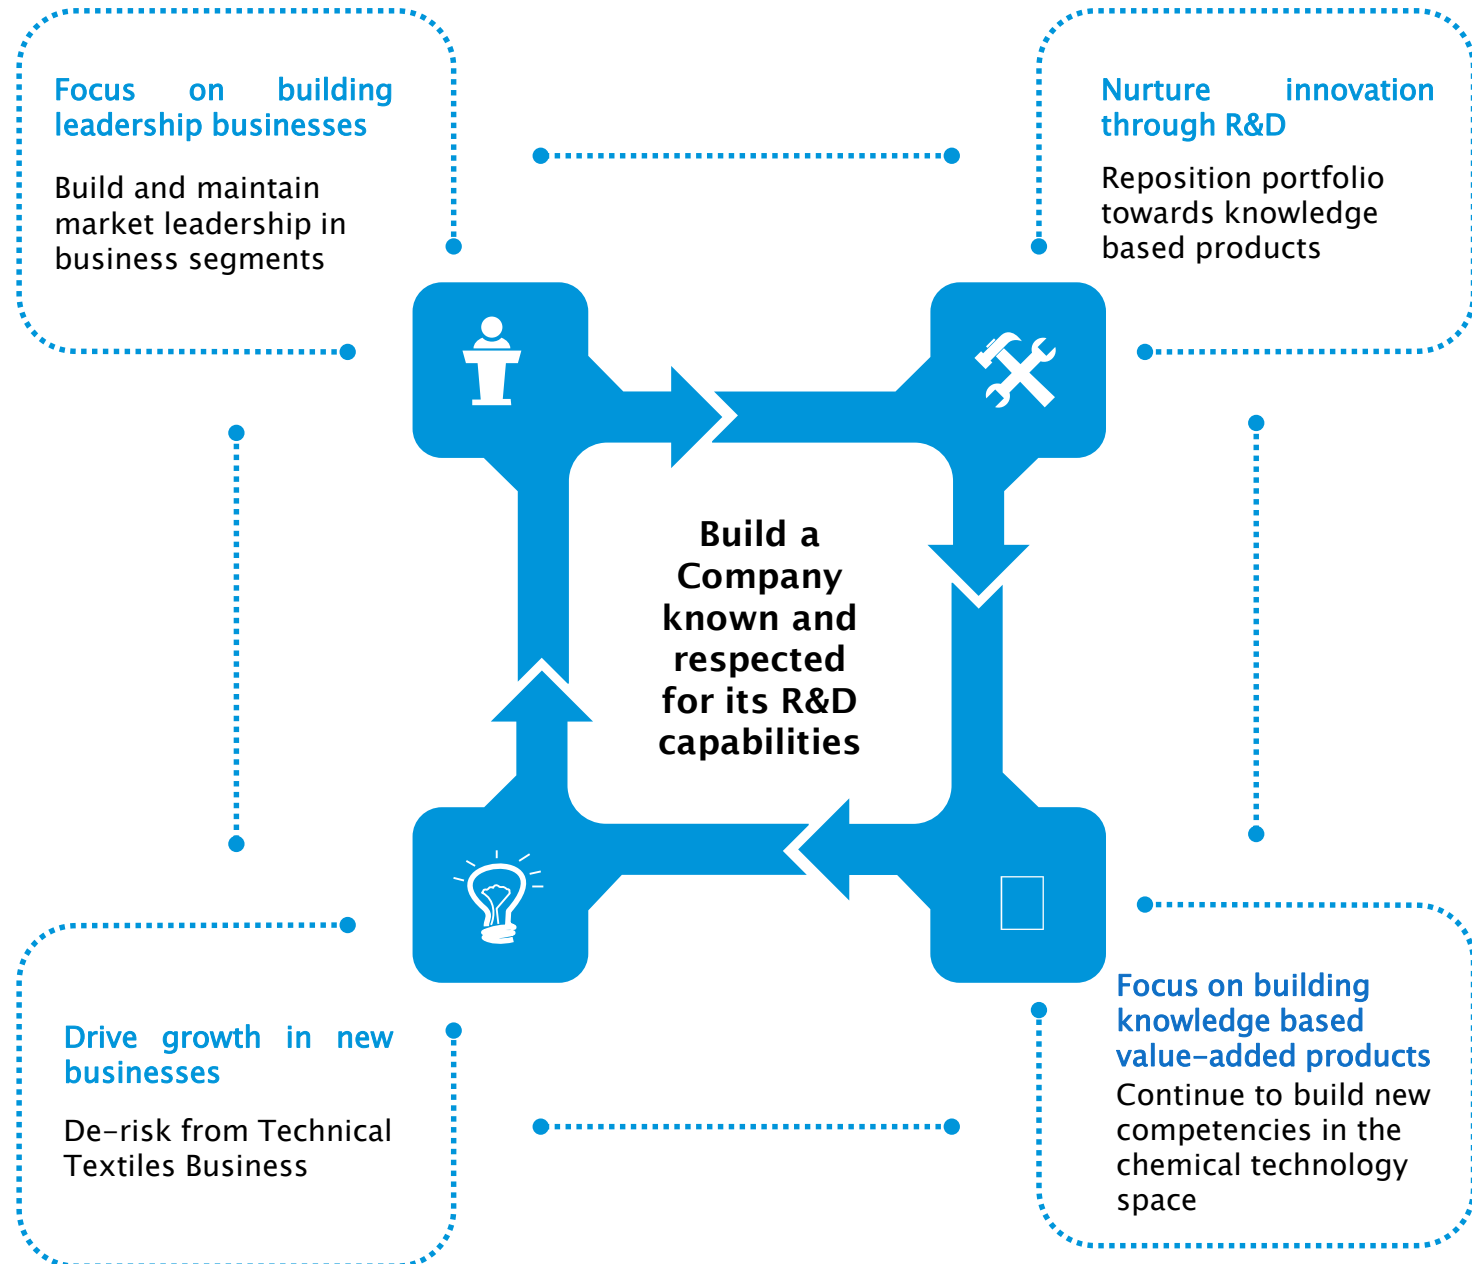 Focus on building
leadership businesses
Build and maintain
market leadership in
business segments
Nurture innovation
through R&D
Reposition portfolio
towards knowledge
based products
Build a
Company
known and
respected
for its R&D
capabilities
Drive growth in new
businesses
De-risk from Technical
Textiles Business
Focus on building
knowledge based
value-added products
Continue to build new
competencies in the
chemical technology
space